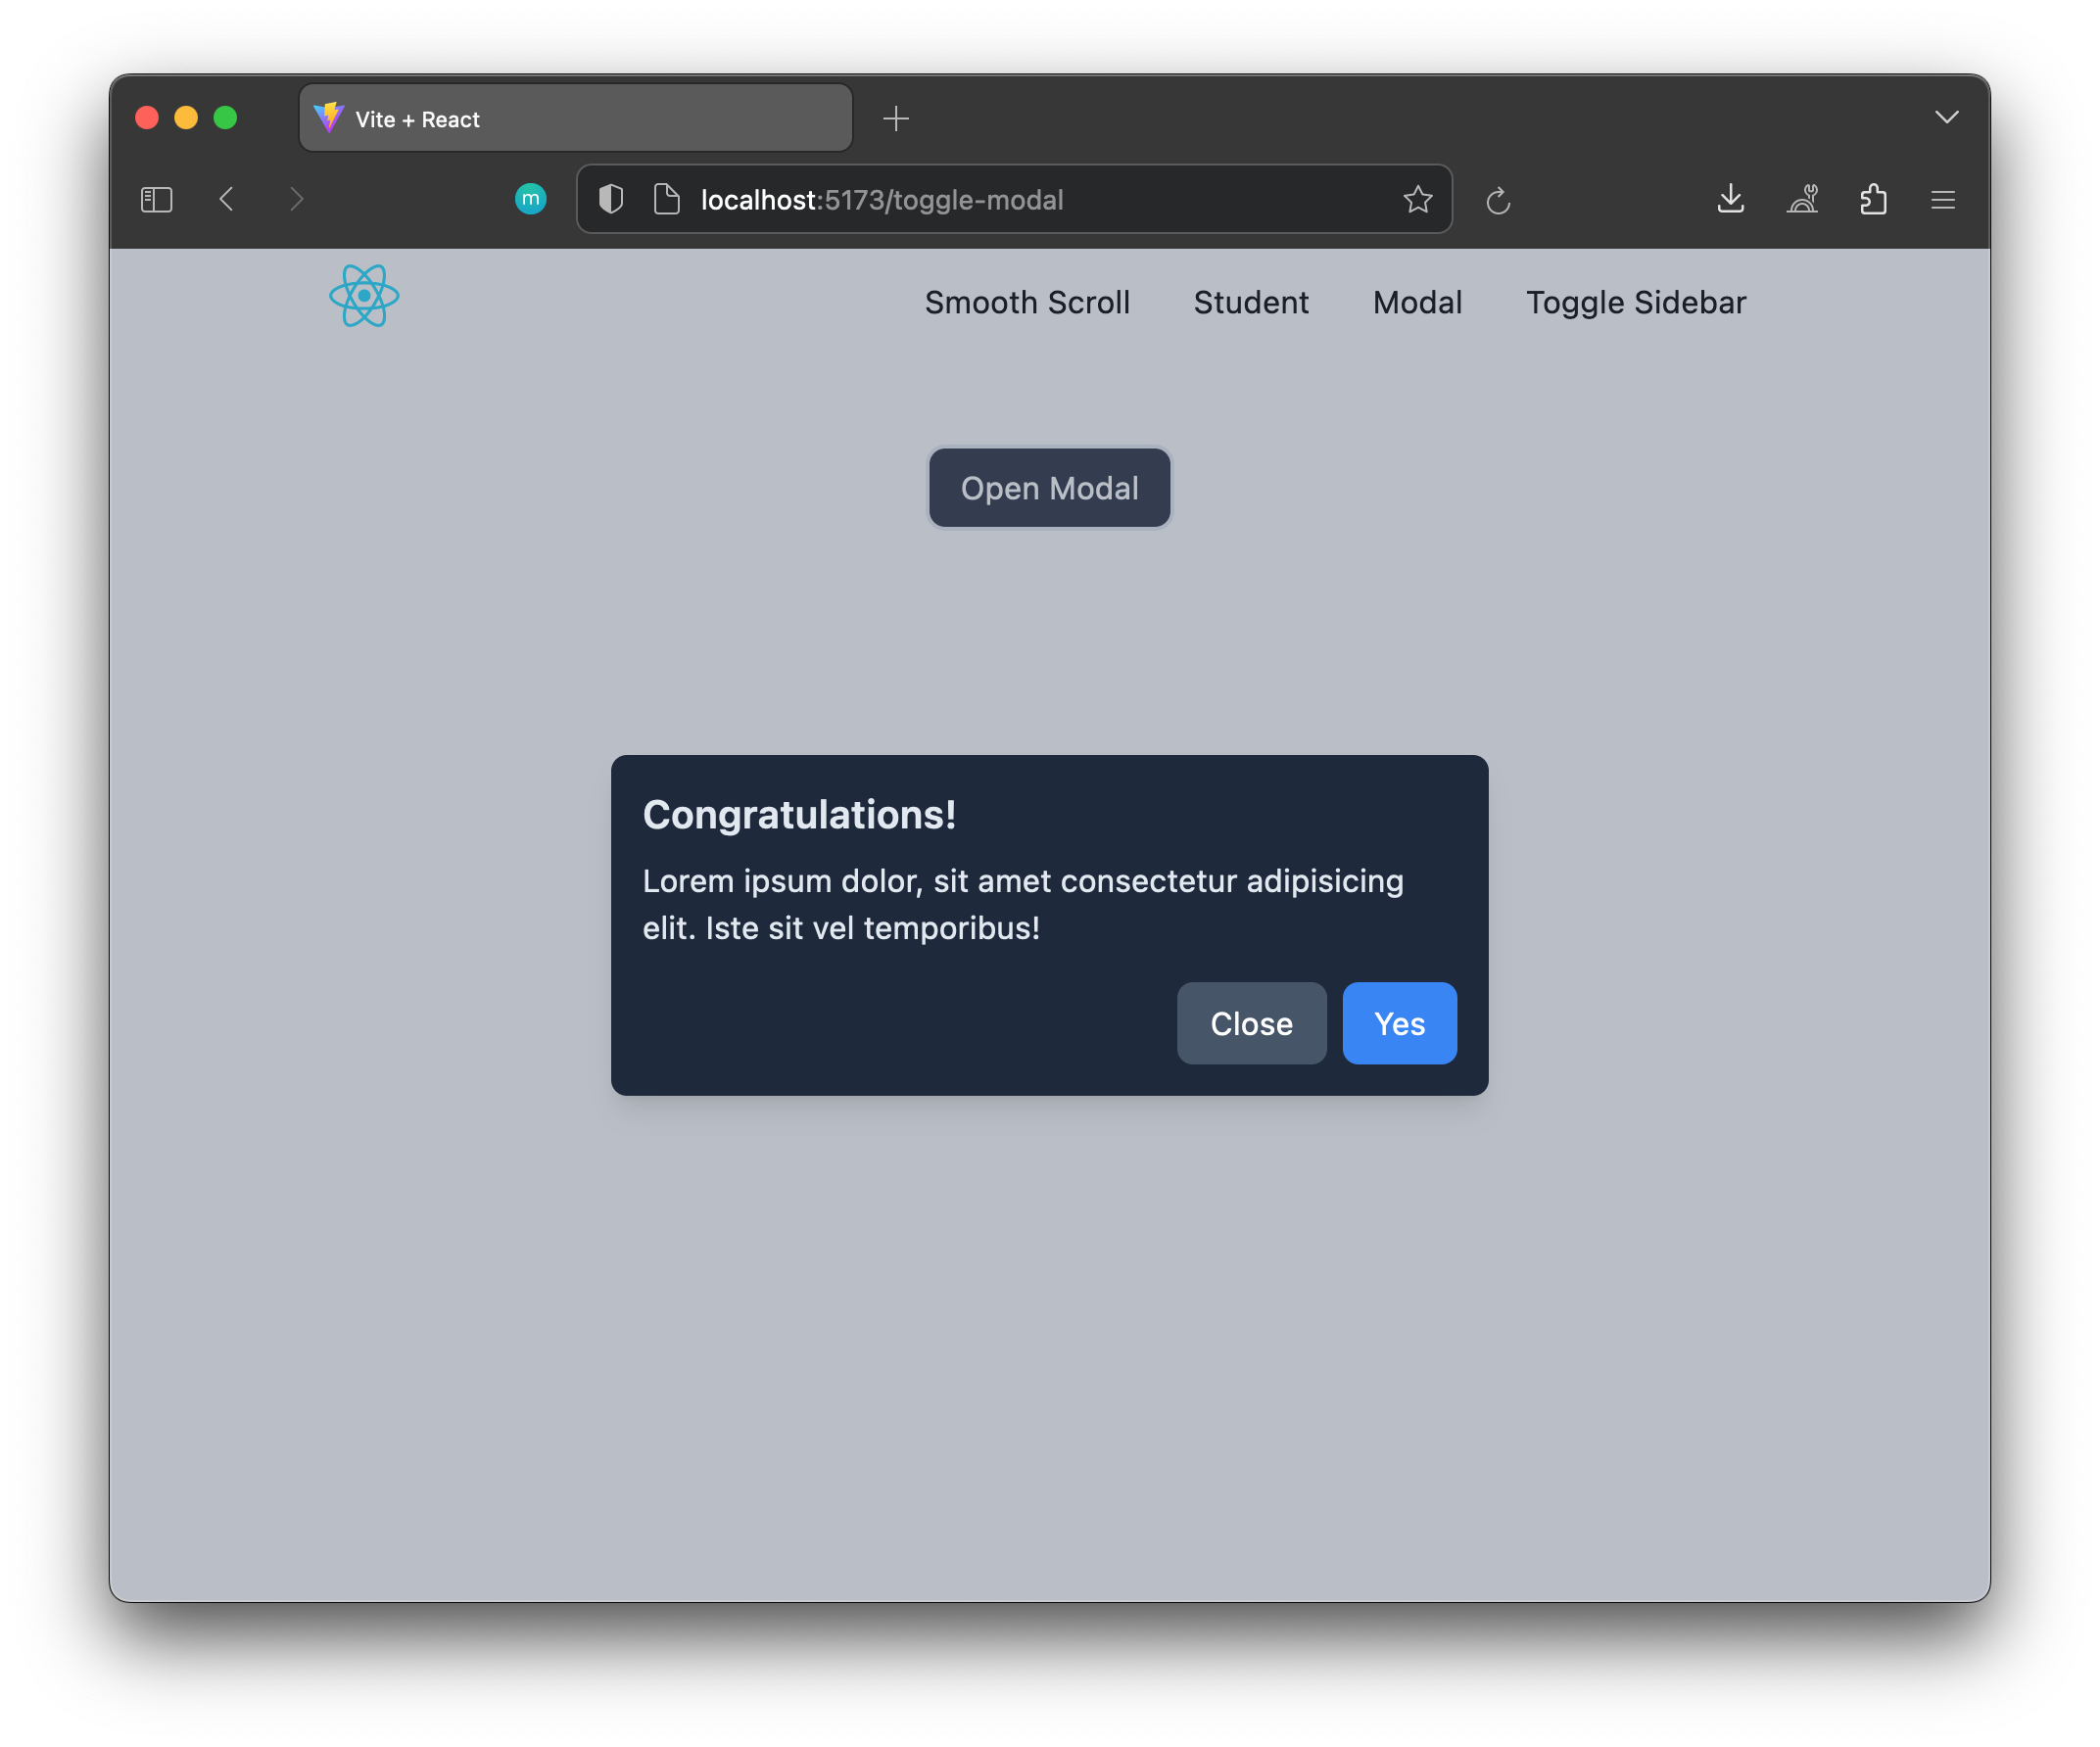 Vite + React
m
localhost:5173/toggle-modal
Smooth Scroll Student Modal Toggle Sidebar
Open Modal
Congratulations!
Lorem ipsum dolor, sit amet consectetur adipisicing
elit. Iste sit vel temporibus!
Close Yes